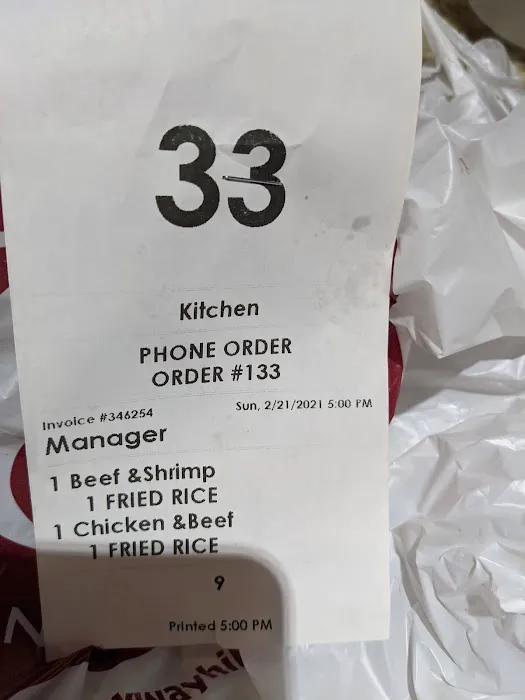 33
Kitchen
PHONE ORDER
ORDER #133
Invoice #346254
Sun, 2/21/2021 5:00 PM
Manager
1 Beef &Shrimp
1 FRIED RICE
1 Chicken &Beef
1 FRIED RICE
9
Printed 5:00 PM